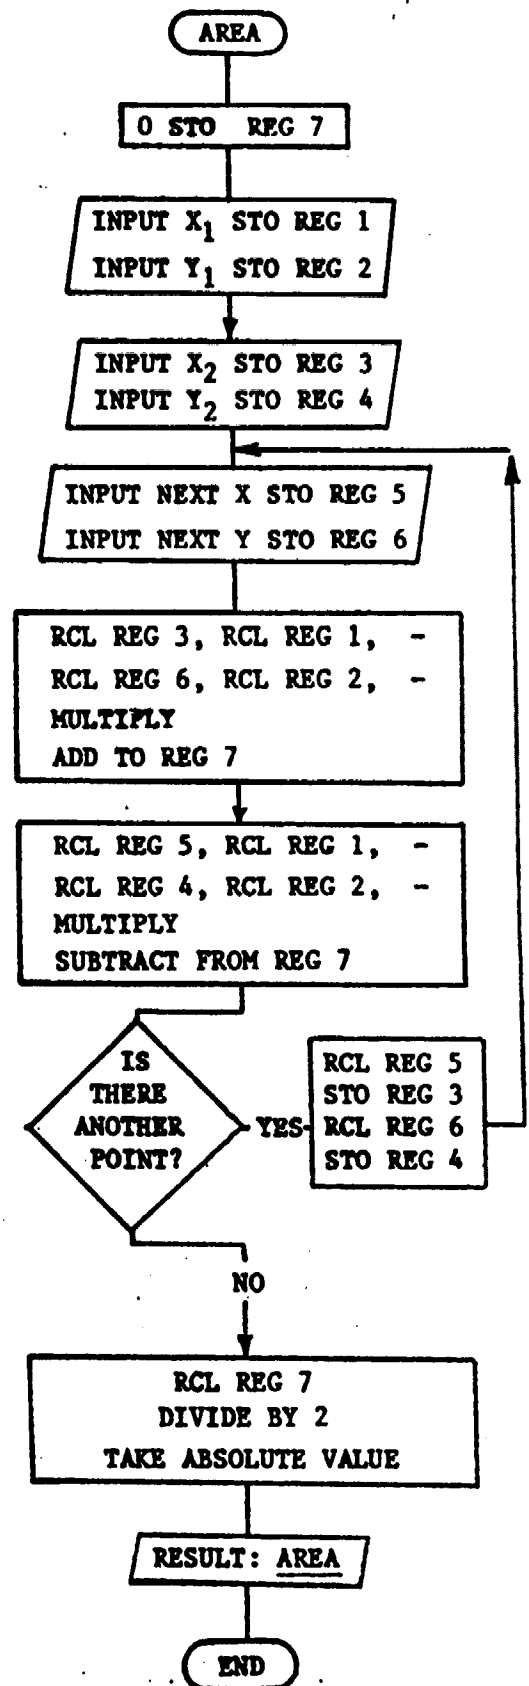 AREA
0 STO REG 7
INPUT X1 STO REG 1
INPUT Y1 STO REG 2
INPUT X2 STO REG 3
INPUT Y2 STO REG 4
INPUT NEXT X STO REG 5
INPUT NEXT Y STO REG 6
RCL REG 3, RCL REG 1, -
RCL REG 6, RCL REG 2, -
MULTIPLY
ADD TO REG 7
RCL REG 5, RCL REG 1, -
RCL REG 4, RCL REG 2, -
MULTIPLY
SUBTRACT FROM REG 7
IS
THERE
ANOTHER
POINT?
YES
RCL REG 5
STO REG 3
RCL REG 6
STO REG 4
NO
RCL REG 7
DIVIDE BY 2
TAKE ABSOLUTE VALUE
RESULT: AREA
END